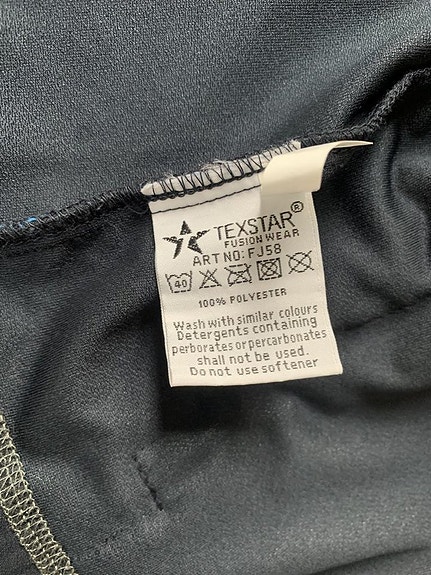 TEXSTAR®
FUSION WEAR
ART NO: FJ58
40
100% POLYESTER
Wash with similar colours
Detergents containing
perborates or percarbonates
shall not be used.
Do not use softener